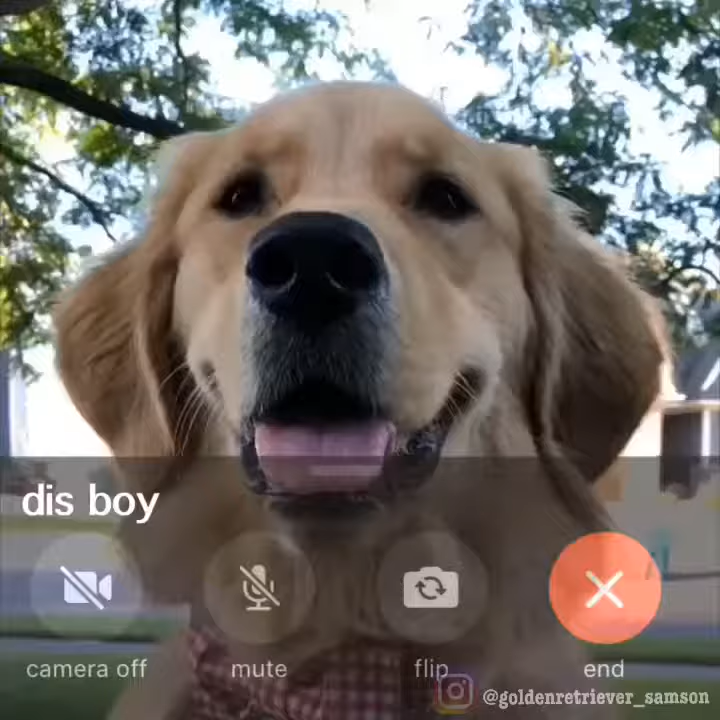 dis boy
camera off mute flip end
@goldenretriever_samson